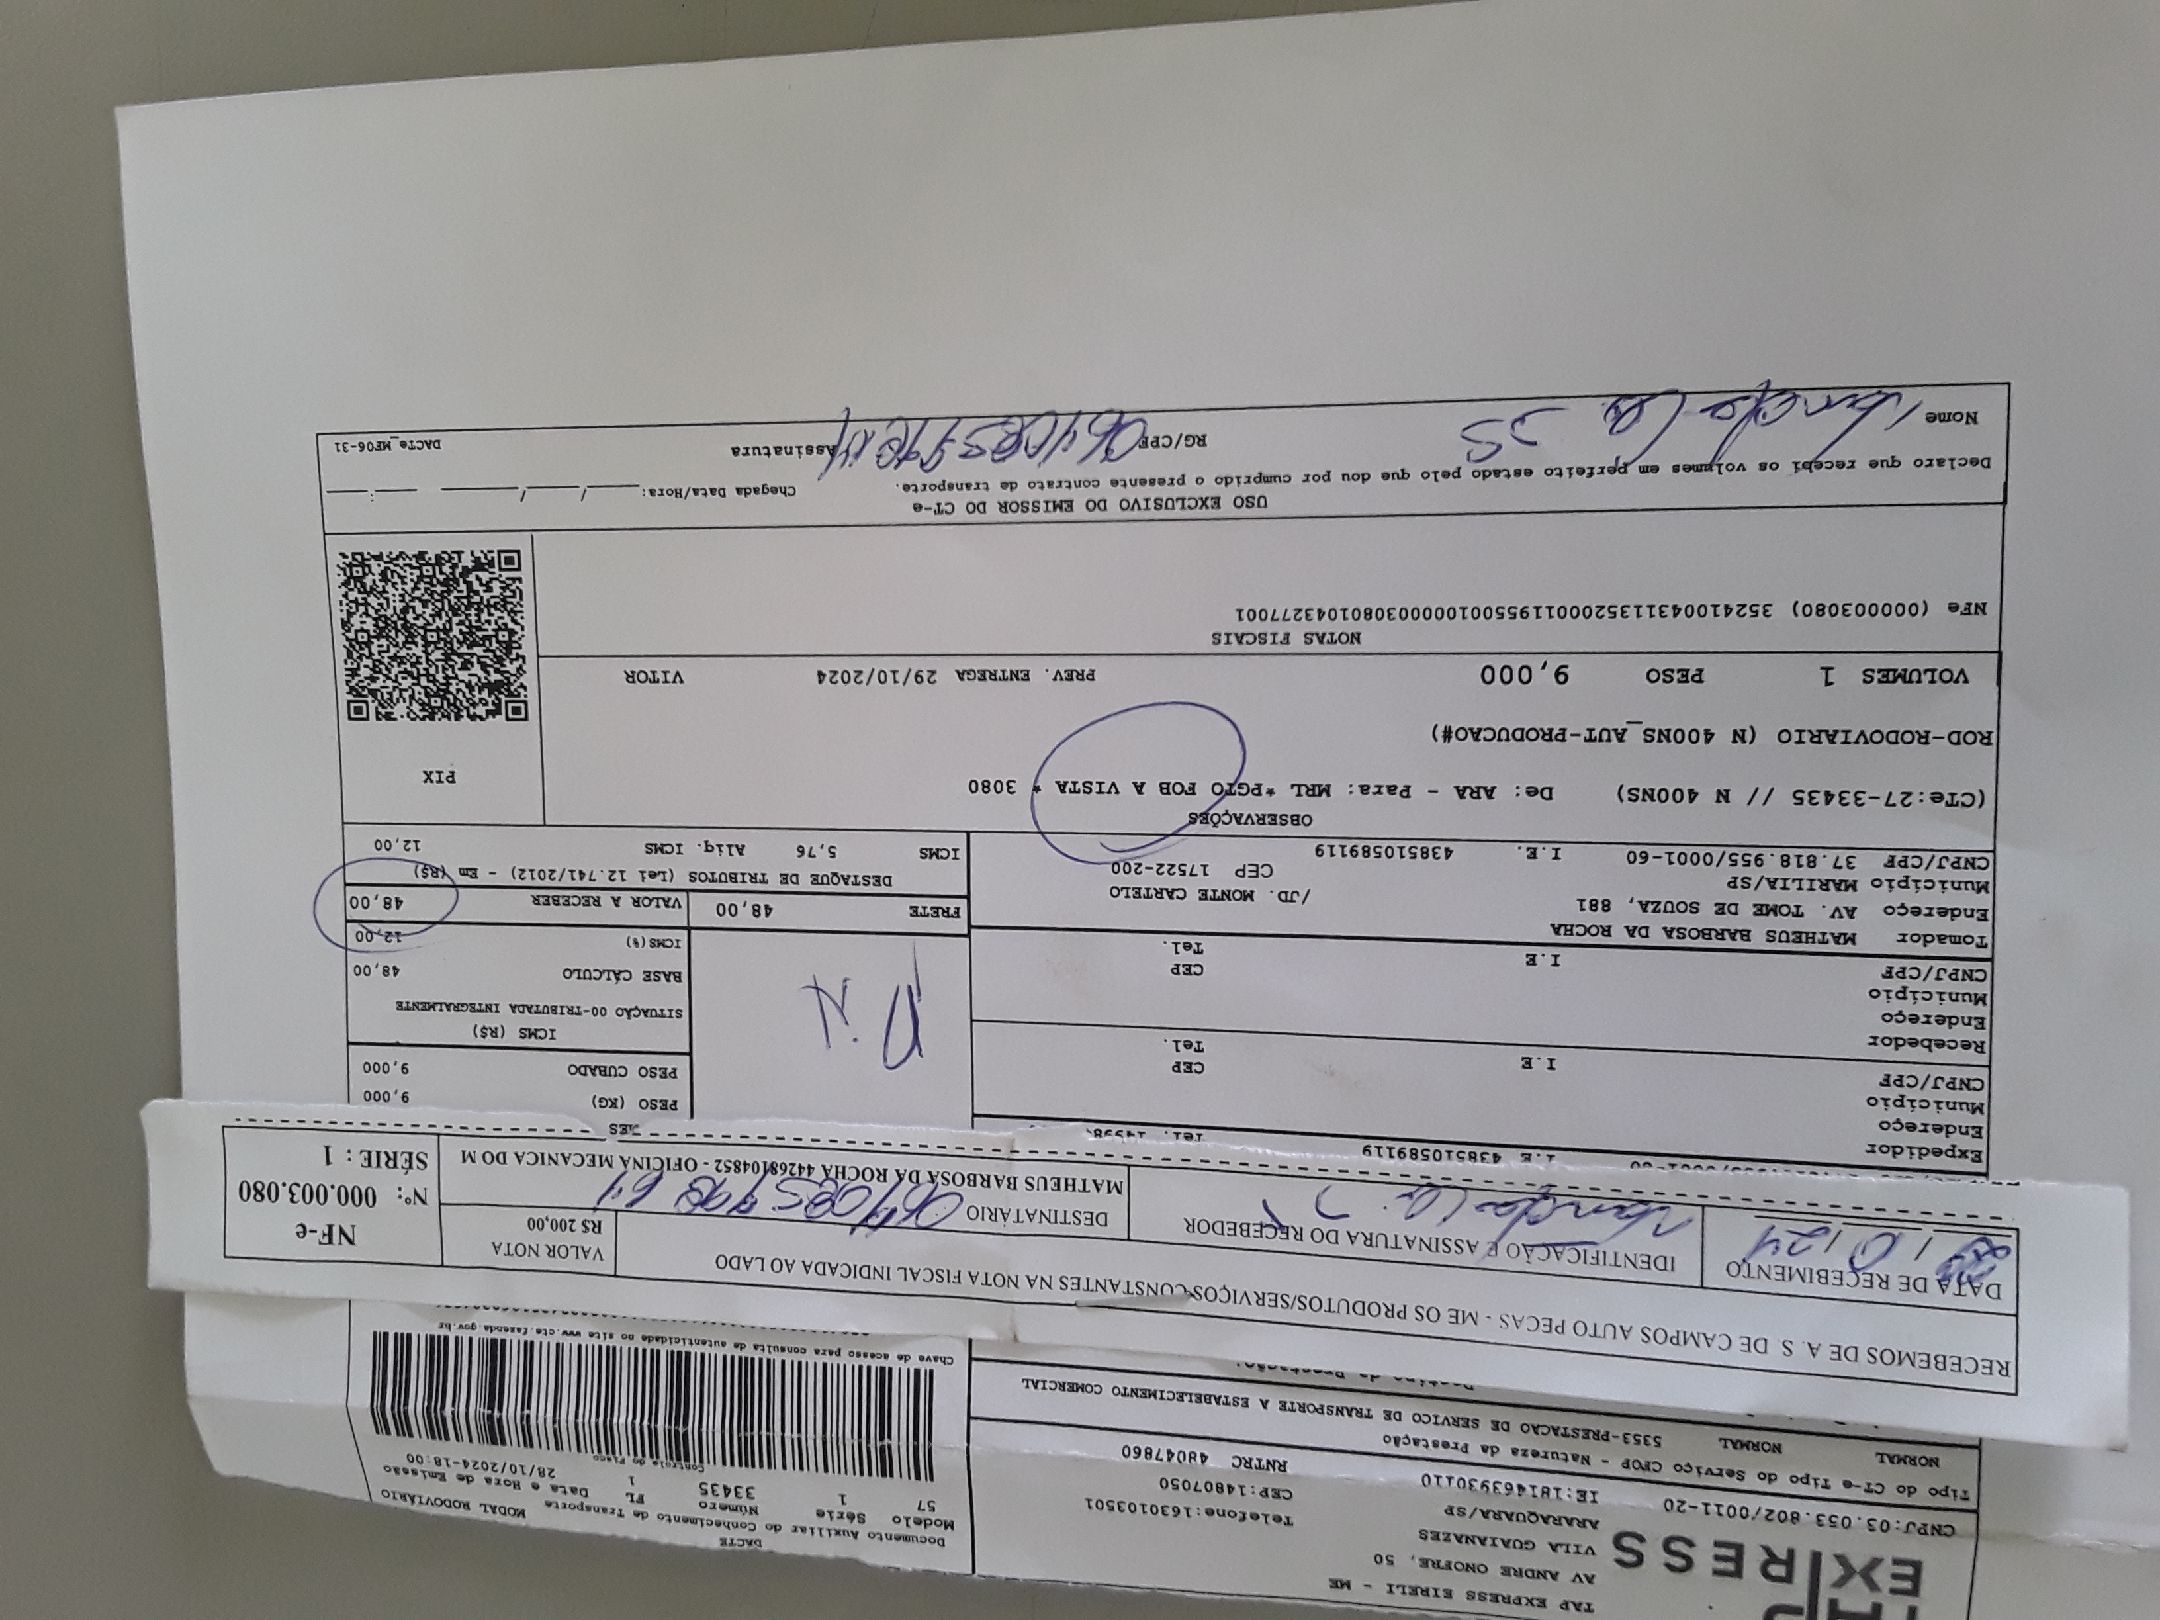 EXPRESS
TAP EXPRESS EIRELI - ME
AV ANDRE ONOFRE, 50
VILA GUAIANAZES
ARARAQUARA/SP
Telefone:1630103501
CEP:14807050
CNPJ:03.053.802/0011-20 IE:181463930110 RNTRC 48047860
Tipo do CT-e Tipo do Serviço CFOP - Natureza da Prestação
NORMAL NORMAL 5353-PRESTACAO DE SERVICO DE TRANSPORTE A ESTABELECIMENTO COMERCIAL
DACTE
Documento Auxiliar do Conhecimento de Transporte MODAL RODOVIÁRIO
Modelo Série Número FL Data e Hora de Emissão
57 1 33435 1 28/10/2024-18:00
Controle do Fisco
Chave de acesso para consulta de autenticidade no site www.cte.fazenda.gov.br
RECEBEMOS DE A. S. DE CAMPOS AUTO PECAS - ME OS PRODUTOS/SERVIÇOS CONSTANTES NA NOTA FISCAL INDICADA AO LADO
DATA DE RECEBIMENTO
IDENTIFICAÇÃO E ASSINATURA DO RECEBEDOR
DESTINATÁRIO
MATHEUS BARBOSA DA ROCHA 44268104852 - OFICINA MECANICA DO M
VALOR NOTA
R$ 200,00
NF-e
Nº: 000.003.080
SÉRIE: 1
I.E 438510589119
Expedidor
Endereço
Município CEP
CNPJ/CPF I.E Tel.
Recebedor
Endereço
Município CEP
CNPJ/CPF I.E Tel.
Tomador MATHEUS BARBOSA DA ROCHA
Endereço AV. TOME DE SOUZA, 881 /JD. MONTE CARTELO
Município MARILIA/SP CEP 17522-200
CNPJ/CPF 37.818.955/0001-60 I.E. 438510589119
PESO (KG) 9,000
PESO CUBADO 9,000
ICMS (R$)
SITUAÇÃO 00-TRIBUTADA INTEGRALMENTE
BASE CÁLCULO 48,00
ICMS(%) 12,00
FRETE 48,00 VALOR A RECEBER 48,00
DESTAQUE DE TRIBUTOS (Lei 12.741/2012) - Em (R$)
ICMS 5,76 Aliq. ICMS 12,00
OBSERVAÇÕES
(CTe:27-33435 // N 400NS) De: ARA - Para: MRL *PGTO FOB A VISTA * 3080
ROD-RODOVIARIO (N 400NS_AUT-PRODUCAO#)
PIX
VOLUMES 1 PESO 9,000 PREV. ENTREGA 29/10/2024 VITOR
NOTAS FISCAIS
NFe (000003080) 35241004311352000119550010000030801043277001
USO EXCLUSIVO DO EMISSOR DO CT-e
Declaro que recebi os volumes em perfeito estado pelo que dou por cumprido o presente contrato de transporte. Chegada Data/Hora: ___/___/___ __:__
Nome RG/CPF Assinatura DACTe_MF06-31